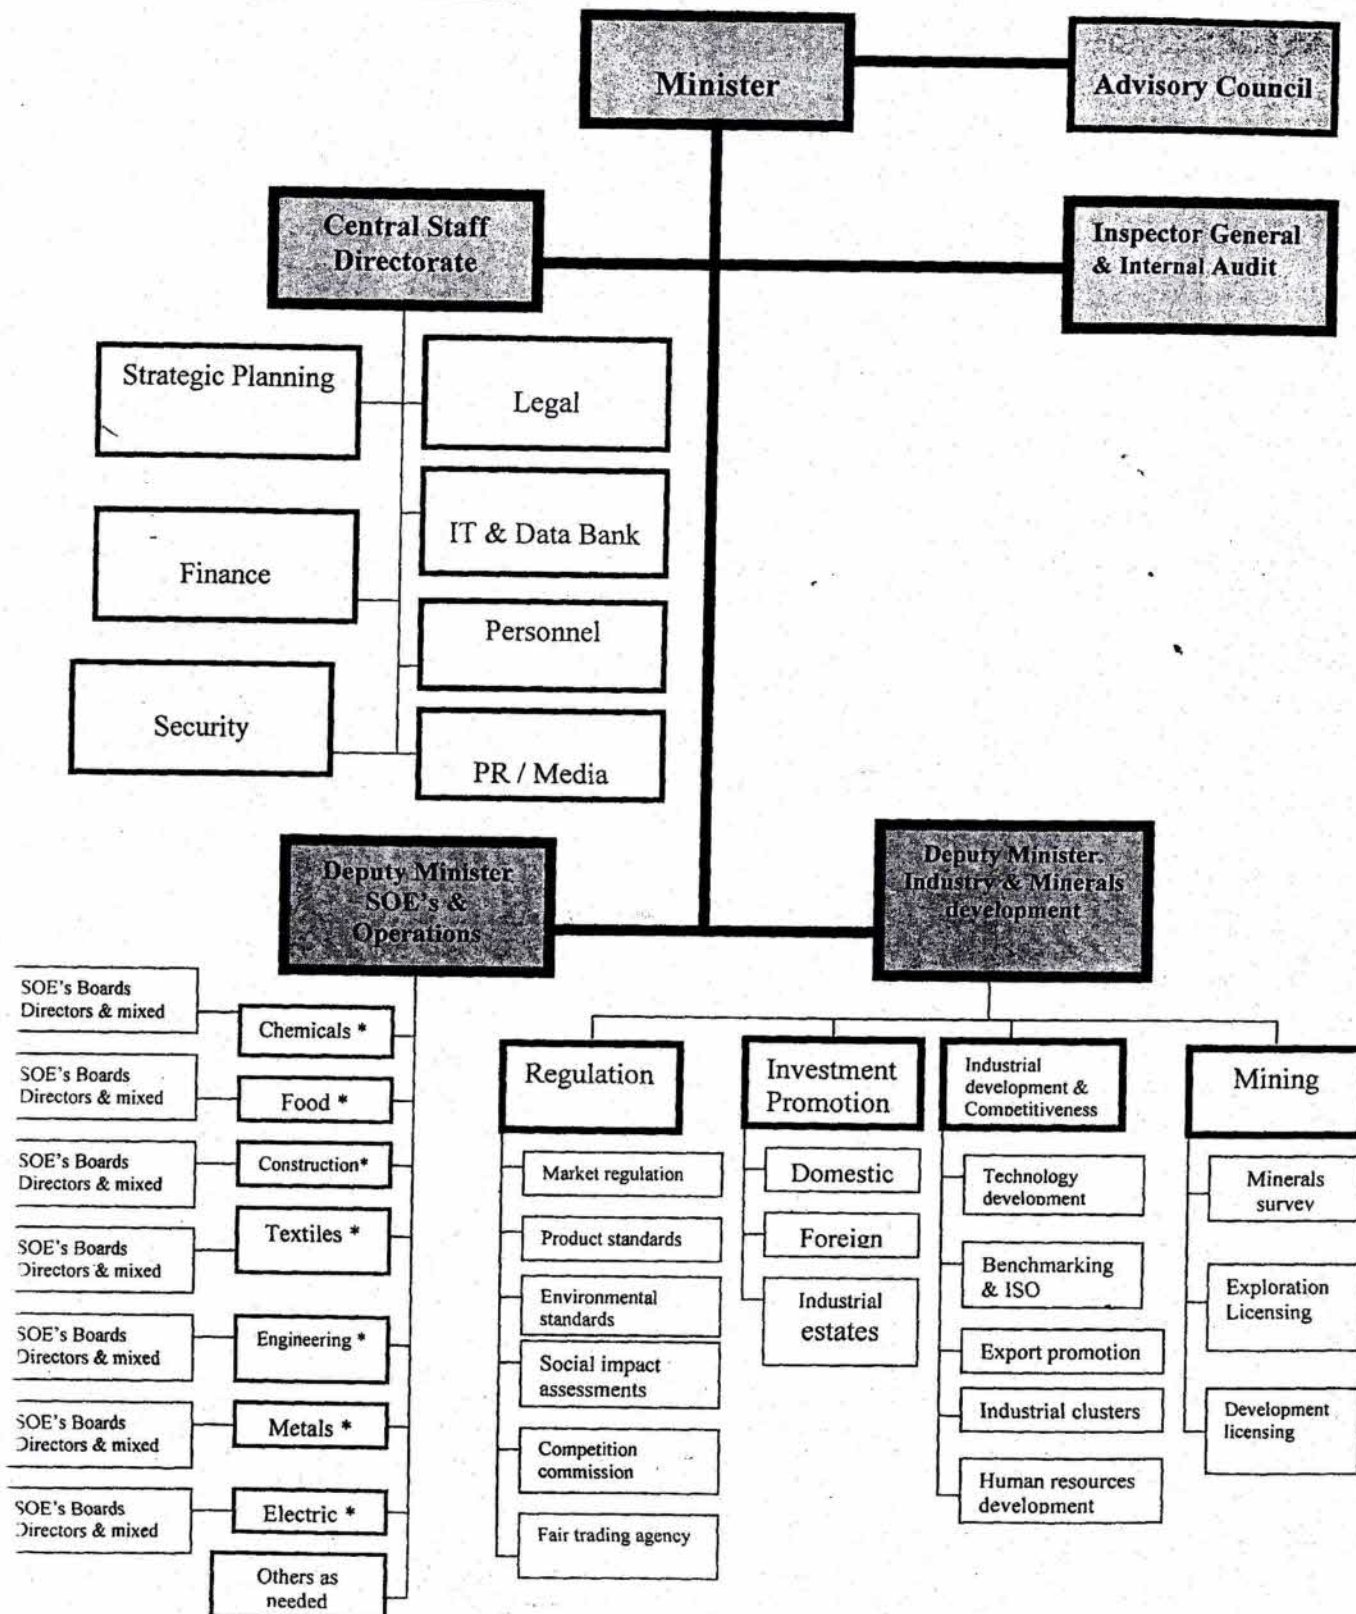 Minister
Advisory Council
Central Staff
Directorate
Inspector General
& Internal Audit
Strategic Planning
Legal
IT & Data Bank
Finance
Personnel
Security
PR / Media
Deputy Minister
SOE's &
Operations
Deputy Minister.
Industry & Minerals
development
SOE's Boards
Directors & mixed
Chemicals *
SOE's Boards
Directors & mixed
Food *
SOE's Boards
Directors & mixed
Construction*
SOE's Boards
Directors & mixed
Textiles *
SOE's Boards
Directors & mixed
Engineering *
SOE's Boards
Directors & mixed
Metals *
SOE's Boards
Directors & mixed
Electric *
Others as
needed
Regulation
Market regulation
Product standards
Environmental
standards
Social impact
assessments
Competition
commission
Fair trading agency
Investment
Promotion
Domestic
Foreign
Industrial
estates
Industrial
development &
Competitiveness
Technology
development
Benchmarking
& ISO
Export promotion
Industrial clusters
Human resources
development
Mining
Minerals
survey
Exploration
Licensing
Development
licensing